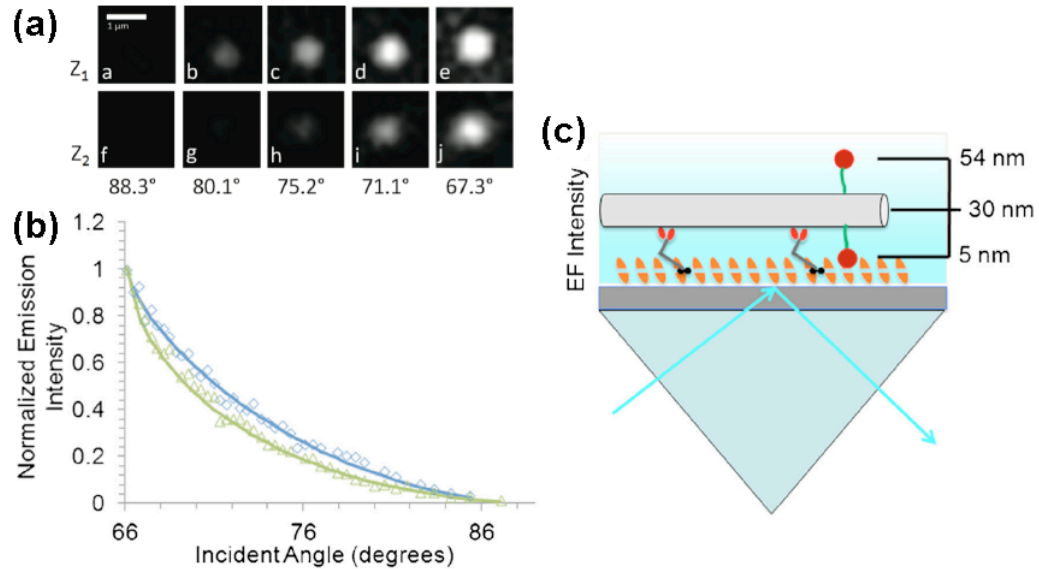 (a)
1 µm
Z1 a b c d e
Z2 f g h i j
88.3° 80.1° 75.2° 71.1° 67.3°
(b)
1.2
1
0.8
0.6
0.4
0.2
0
66 76 86
Normalized Emission
Intensity
Incident Angle (degrees)
(c)
EF Intensity
54 nm
30 nm
5 nm